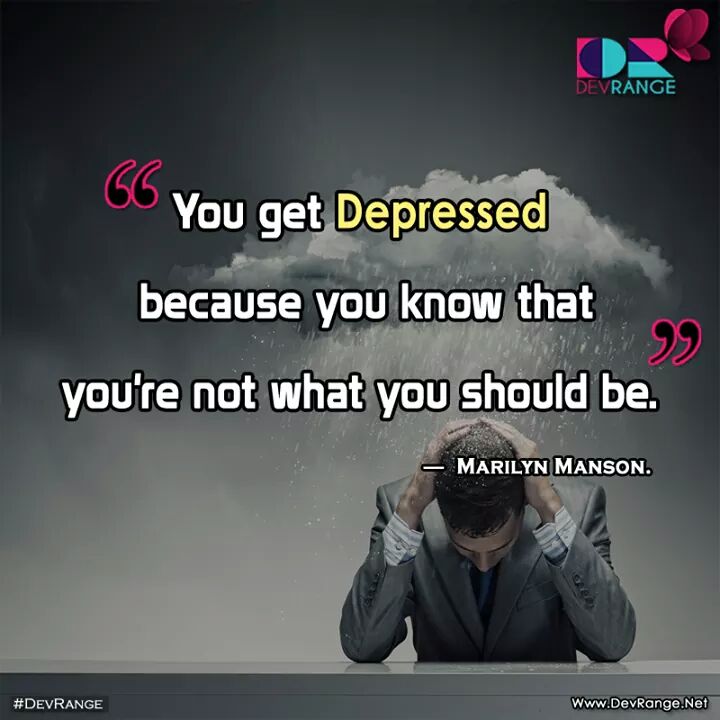 DEVRANGE
“ You get Depressed
because you know that
you're not what you should be. ”
— MARILYN MANSON.
#DEVRANGE
WWW.DEVRANGE.NET